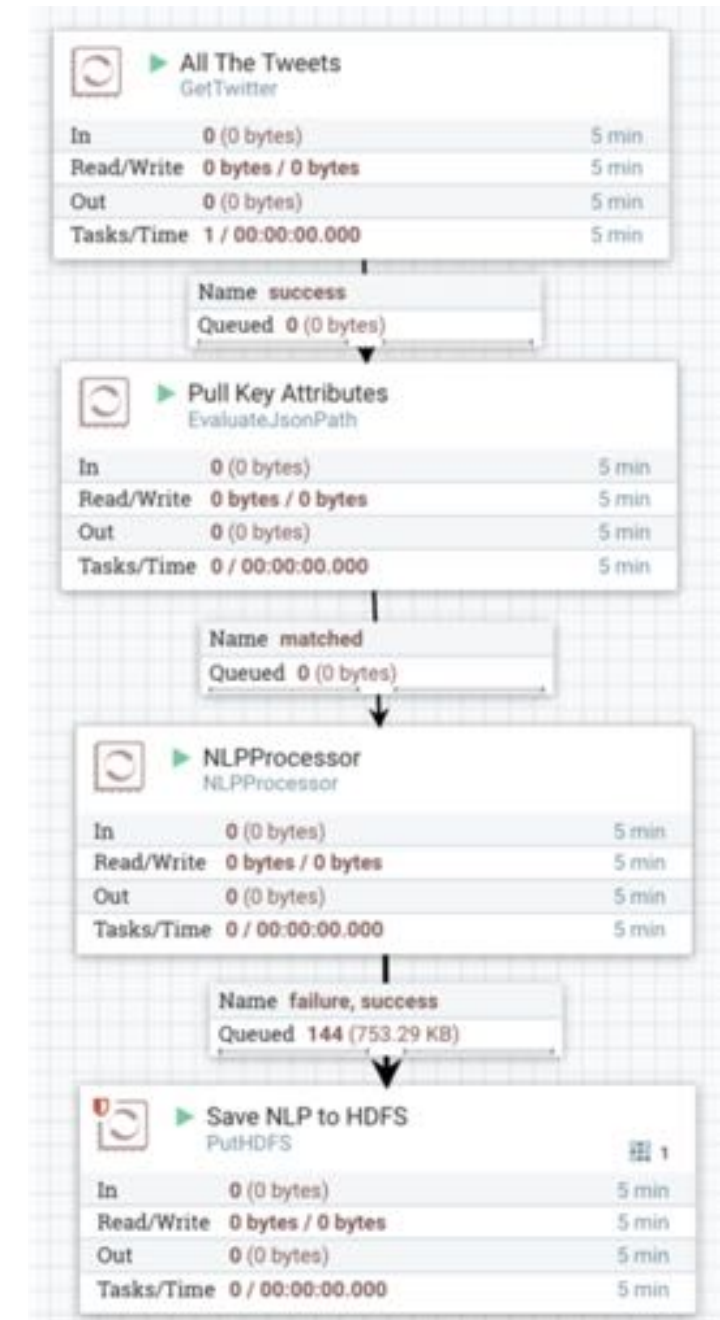 All The Tweets
GetTwitter
In 0 (0 bytes) 5 min
Read/Write 0 bytes / 0 bytes 5 min
Out 0 (0 bytes) 5 min
Tasks/Time 1 / 00:00:00.000 5 min
Name success
Queued 0 (0 bytes)
Pull Key Attributes
EvaluateJsonPath
In 0 (0 bytes) 5 min
Read/Write 0 bytes / 0 bytes 5 min
Out 0 (0 bytes) 5 min
Tasks/Time 0 / 00:00:00.000 5 min
Name matched
Queued 0 (0 bytes)
NLPProcessor
NLPProcessor
In 0 (0 bytes) 5 min
Read/Write 0 bytes / 0 bytes 5 min
Out 0 (0 bytes) 5 min
Tasks/Time 0 / 00:00:00.000 5 min
Name failure, success
Queued 144 (753.29 KB)
Save NLP to HDFS
PutHDFS
1
In 0 (0 bytes) 5 min
Read/Write 0 bytes / 0 bytes 5 min
Out 0 (0 bytes) 5 min
Tasks/Time 0 / 00:00:00.000 5 min